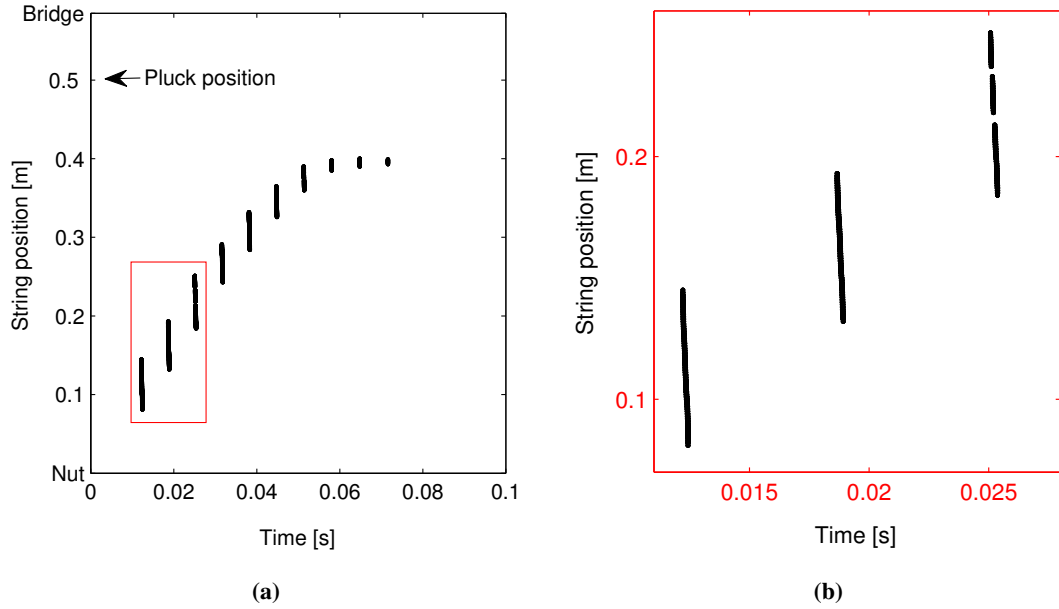 Bridge
0.5
Pluck position
0.4
0.3
0.2
0.1
Nut
String position [m]
0
0.02
0.04
0.06
0.08
0.1
Time [s]
(a)
0.2
0.1
String position [m]
0.015
0.02
0.025
Time [s]
(b)